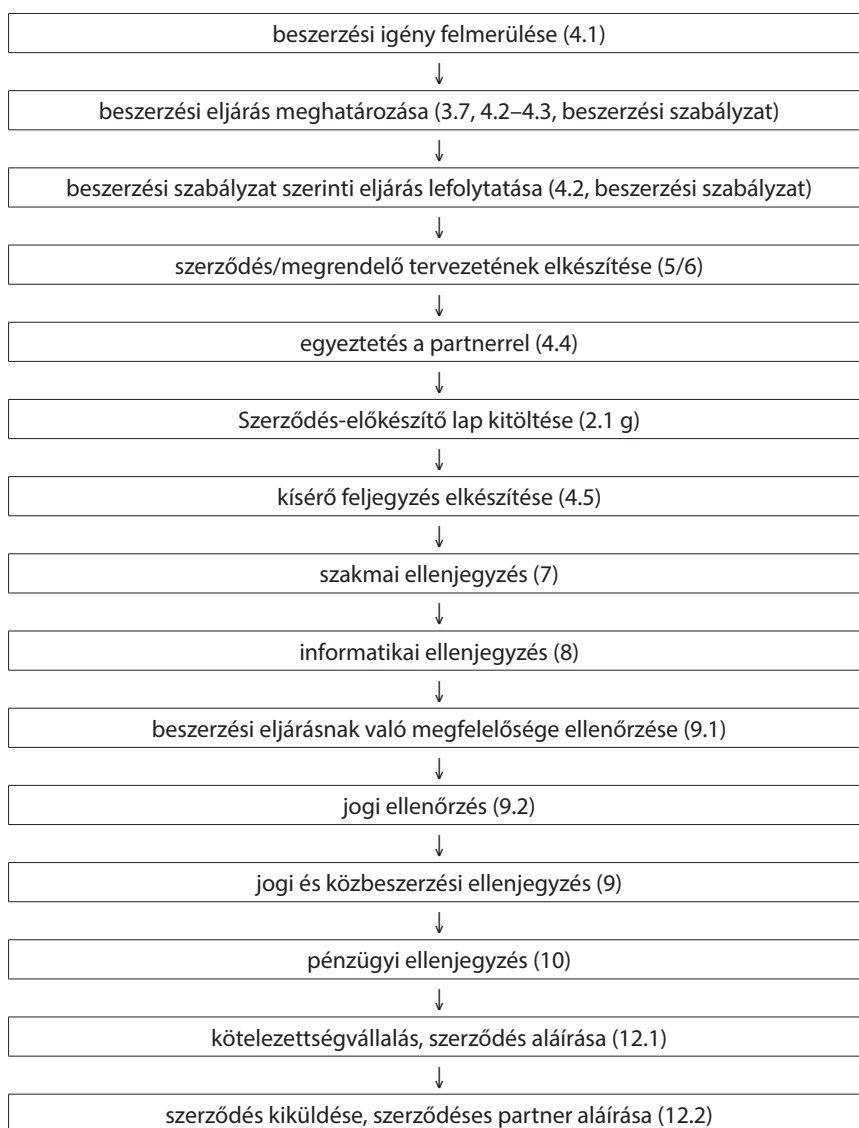 beszerzési igény felmerülése (4.1)
↓
beszerzési eljárás meghatározása (3.7, 4.2–4.3, beszerzési szabályzat)
↓
beszerzési szabályzat szerinti eljárás lefolytatása (4.2, beszerzési szabályzat)
↓
szerződés/megrendelő tervezetének elkészítése (5/6)
↓
egyeztetés a partnerrel (4.4)
↓
Szerződés-előkészítő lap kitöltése (2.1 g)
↓
kísérő feljegyzés elkészítése (4.5)
↓
szakmai ellenjegyzés (7)
↓
informatikai ellenjegyzés (8)
↓
beszerzési eljárásnak való megfelelősége ellenőrzése (9.1)
↓
jogi ellenőrzés (9.2)
↓
jogi és közbeszerzési ellenjegyzés (9)
↓
pénzügyi ellenjegyzés (10)
↓
kötelezettségvállalás, szerződés aláírása (12.1)
↓
szerződés kiküldése, szerződéses partner aláírása (12.2)